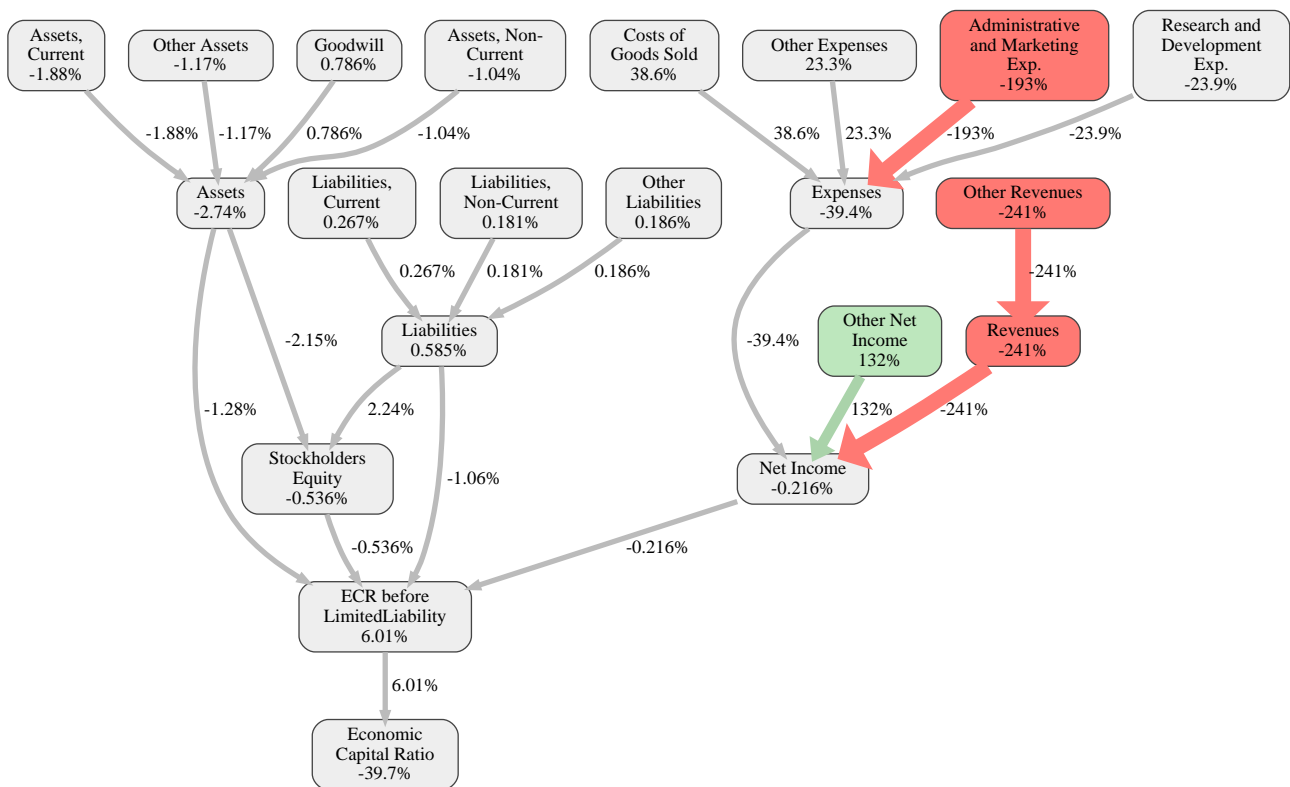 Assets,
Current
-1.88%
Other Assets
-1.17%
Goodwill
0.786%
Assets, Non-
Current
-1.04%
Costs of
Goods Sold
38.6%
Other Expenses
23.3%
Administrative
and Marketing
Exp.
-193%
Research and
Development
Exp.
-23.9%
-1.88%
-1.17%
0.786%
-1.04%
38.6%
23.3%
-193%
-23.9%
Assets
-2.74%
Liabilities,
Current
0.267%
Liabilities,
Non-Current
0.181%
Other
Liabilities
0.186%
Expenses
-39.4%
Other Revenues
-241%
0.267%
0.181%
0.186%
-241%
-2.15%
Liabilities
0.585%
-39.4%
Other Net
Income
132%
Revenues
-241%
-1.28%
2.24%
132%
-241%
Stockholders
Equity
-0.536%
-1.06%
Net Income
-0.216%
-0.536%
-0.216%
ECR before
LimitedLiability
6.01%
6.01%
Economic
Capital Ratio
-39.7%